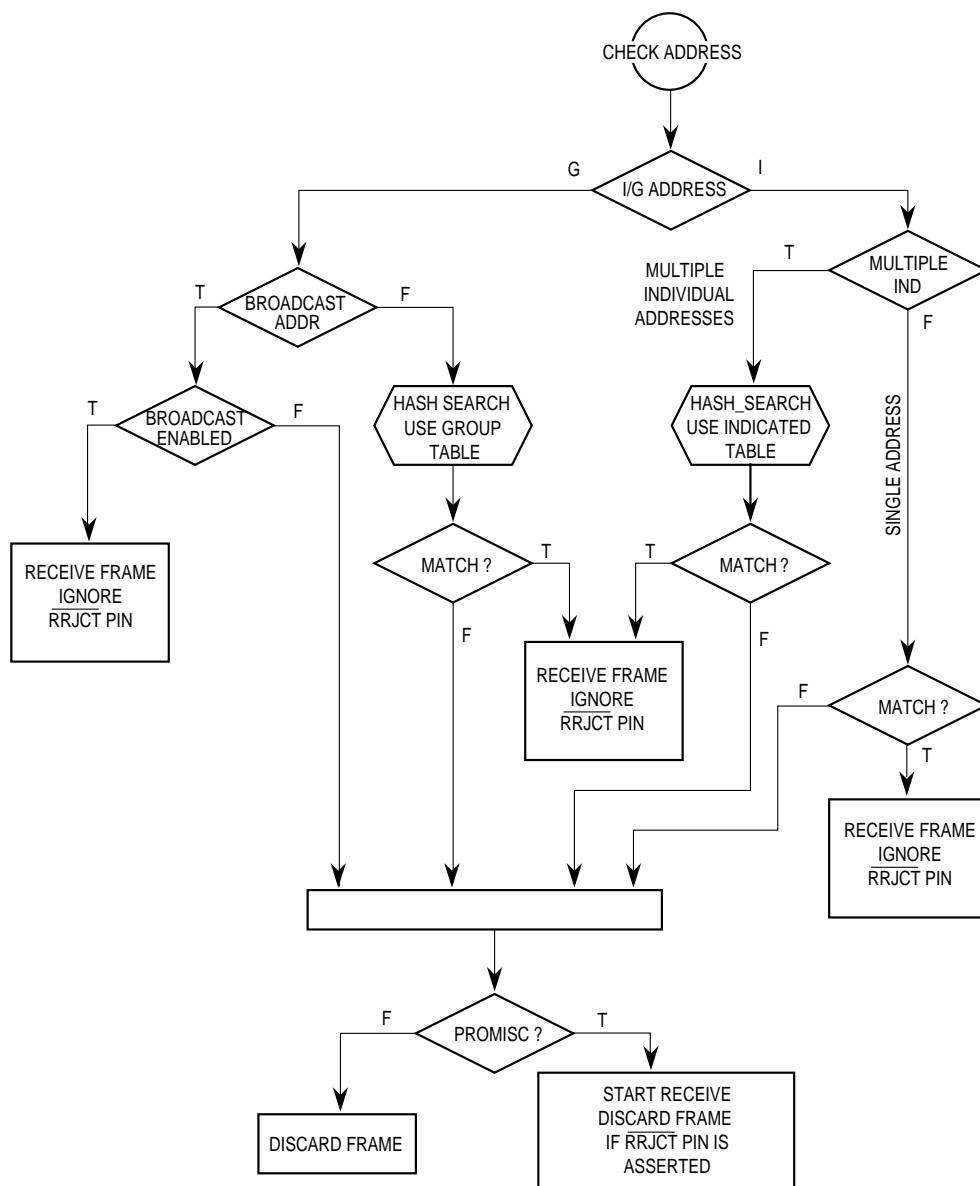 CHECK ADDRESS
G
I/G ADDRESS
I
T
BROADCAST
ADDR
F
MULTIPLE
INDIVIDUAL
ADDRESSES
T
MULTIPLE
IND
F
T
BROADCAST
ENABLED
F
HASH SEARCH
USE GROUP
TABLE
HASH_SEARCH
USE INDICATED
TABLE
SINGLE ADDRESS
RECEIVE FRAME
IGNORE
RRJCT PIN
MATCH ?
T
F
T
MATCH ?
F
RECEIVE FRAME
IGNORE
RRJCT PIN
F
MATCH ?
T
RECEIVE FRAME
IGNORE
RRJCT PIN
F
PROMISC ?
T
DISCARD FRAME
START RECEIVE
DISCARD FRAME
IF RRJCT PIN IS
ASSERTED